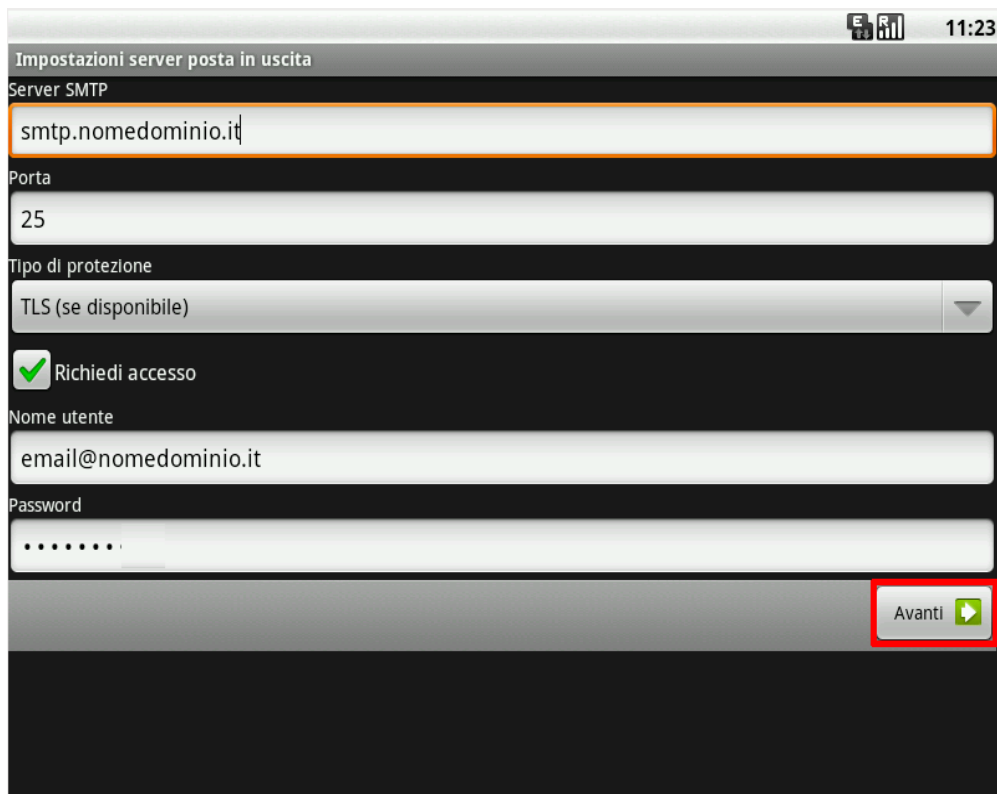 11:23
Impostazioni server posta in uscita
Server SMTP
smtp.nomedominio.it
Porta
25
Tipo di protezione
TLS (se disponibile)
Richiedi accesso
Nome utente
email@nomedominio.it
Password
Avanti